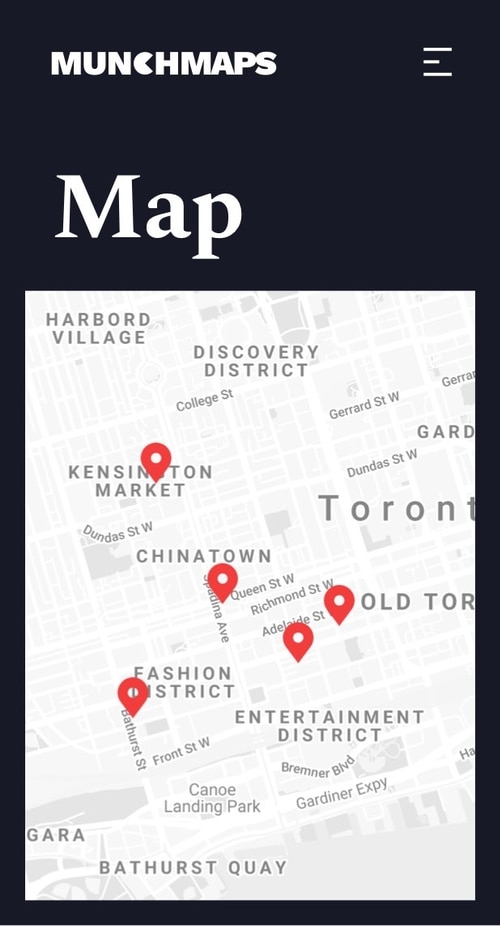 MUNCHMAPS
Map
HARBORD
VILLAGE
DISCOVERY
DISTRICT
College St
Gerrard St W
Gerrar
GARD
KENSINGTON
MARKET
Dundas St W
Toront
Dundas St W
CHINATOWN
Spadina Ave
Queen St W
Richmond St W
Adelaide St
OLD TOR
FASHION
DISTRICT
Bathurst St
ENTERTAINMENT
DISTRICT
Front St W
Bremner Blvd
Ha
Canoe
Landing Park
Gardiner Expy
GARA
BATHURST QUAY